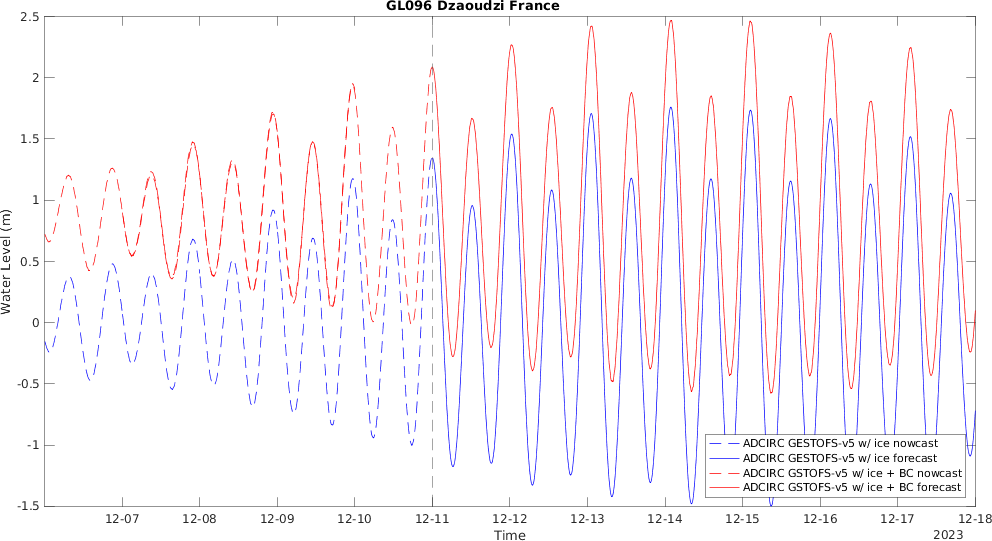 GL096 Dzaoudzi France
2.5
2
1.5
1
0.5
0
-0.5
-1
-1.5
Water Level (m)
ADCIRC GESTOFS-v5 w/ ice nowcast
ADCIRC GESTOFS-v5 w/ ice forecast
ADCIRC GSTOFS-v5 w/ ice + BC nowcast
ADCIRC GSTOFS-v5 w/ ice + BC forecast
12-07 12-08 12-09 12-10 12-11 12-12 12-13 12-14 12-15 12-16 12-17 12-18
Time
2023